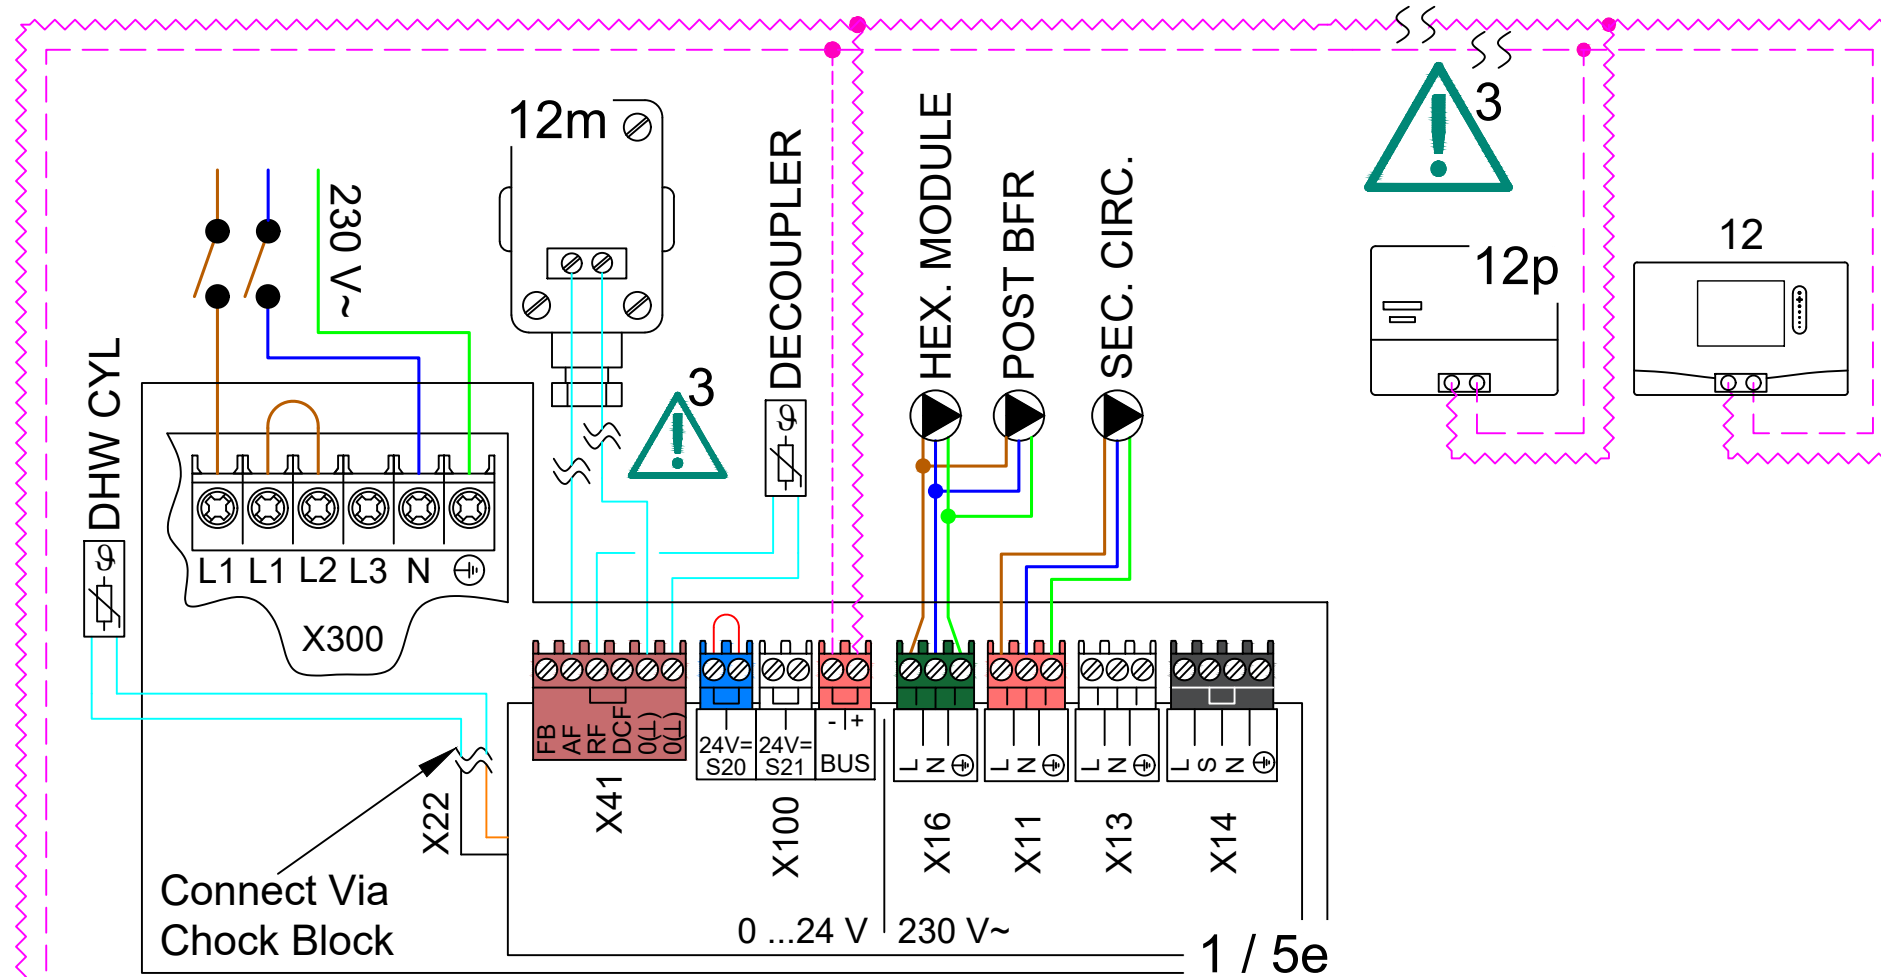 12m
3
12
12p
3
230 V~
DHW CYL
DECOUPLER
HEX. MODULE
POST BFR
SEC. CIRC.
ϑ
ϑ
L1 L1 L2 L3 N
X300
FB
AF
RF
DCF
0(⊥)
0(⊥)
X41
24V=
S20
24V=
S21
X100
- +
BUS
L
N
X16
L
N
X11
L
N
X13
L
S
N
X14
X22
Connect Via
Chock Block
0 ...24 V
230 V~
1 / 5e